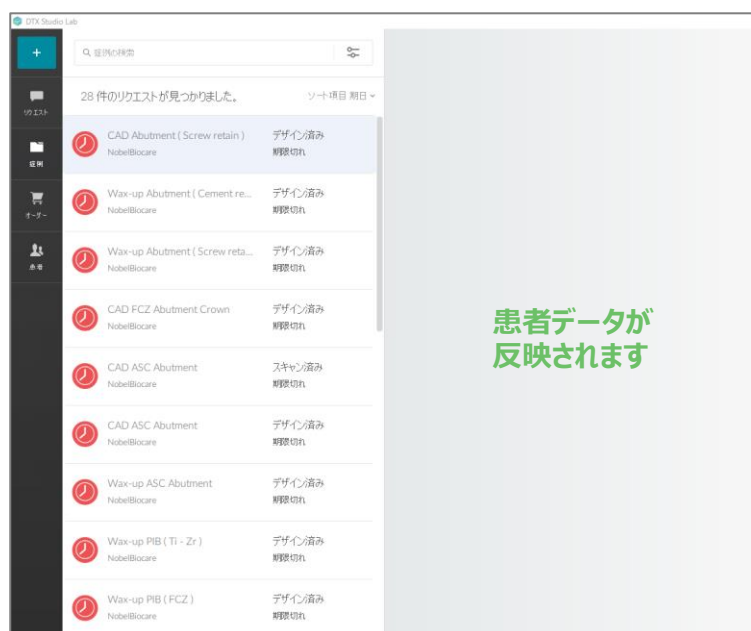 DTX Studio Lab
+
症例の検索
リクエスト
28 件のリクエストが見つかりました。
ソート項目 期日
CAD Abutment ( Screw retain )
デザイン済み
NobelBiocare
期限切れ
症例
Wax-up Abutment ( Cement re...
デザイン済み
NobelBiocare
期限切れ
オーダー
Wax-up Abutment ( Screw reta...
デザイン済み
NobelBiocare
期限切れ
患者
CAD FCZ Abutment Crown
デザイン済み
NobelBiocare
期限切れ
患者データが
反映されます
CAD ASC Abutment
スキャン済み
NobelBiocare
期限切れ
CAD ASC Abutment
デザイン済み
NobelBiocare
期限切れ
Wax-up ASC Abutment
デザイン済み
NobelBiocare
期限切れ
Wax-up PIB ( Ti - Zr )
デザイン済み
NobelBiocare
期限切れ
Wax-up PIB ( FCZ )
デザイン済み
NobelBiocare
期限切れ